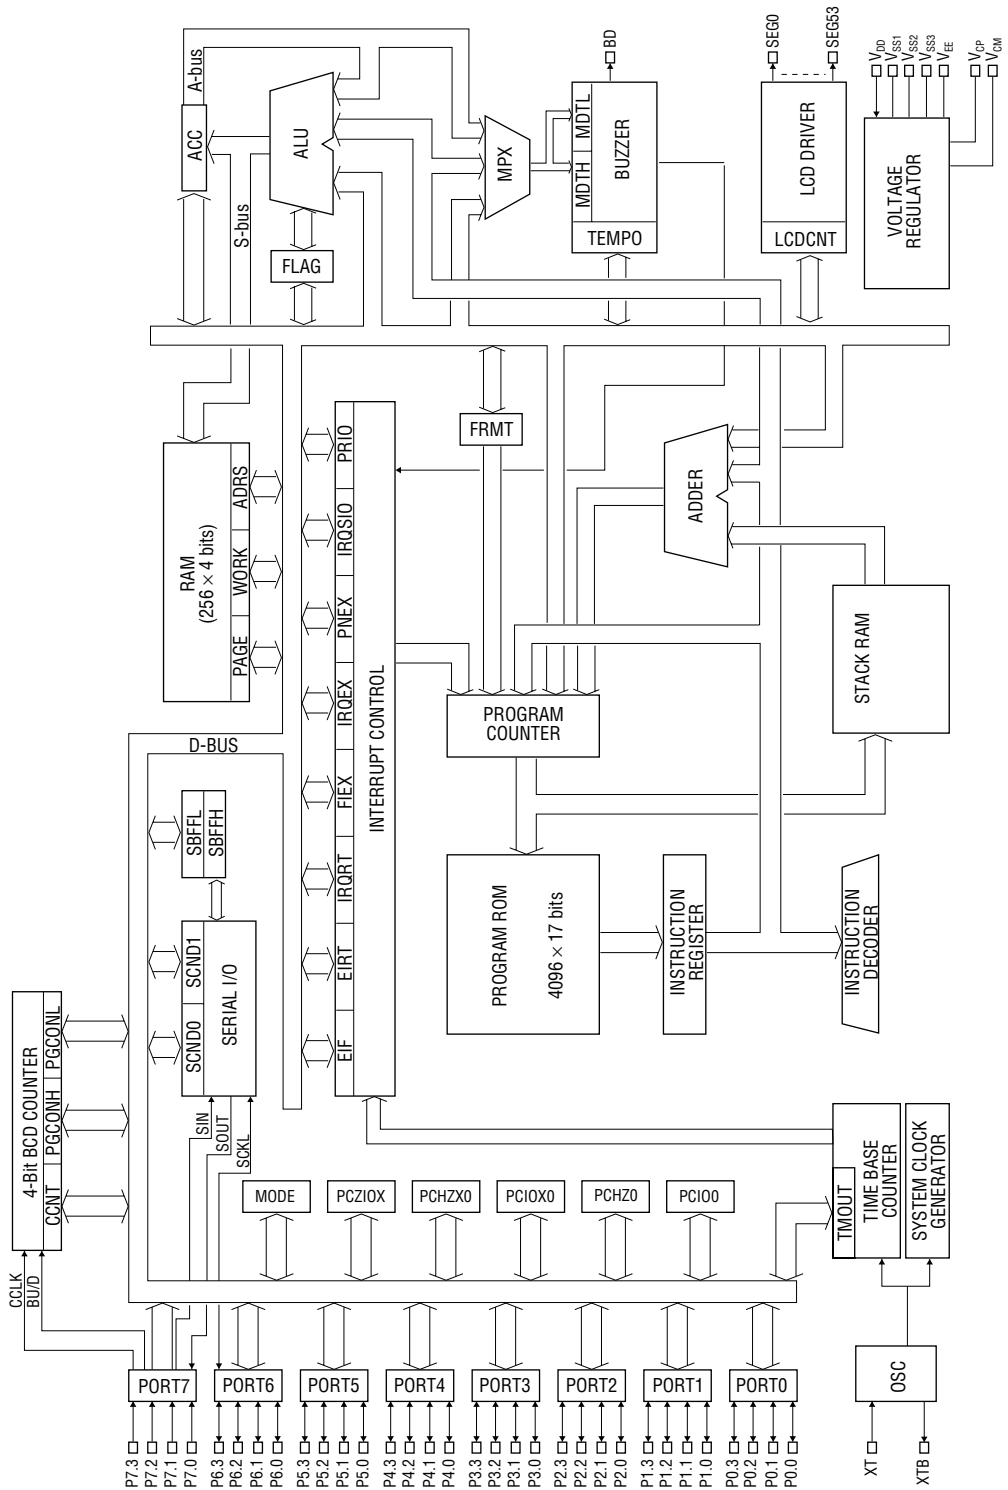 A-bus
ACC
ALU
S-bus
FLAG
MPX
BD
MDTH
MDTL
BUZZER
TEMPO
SEG0
SEG53
LCD DRIVER
LCDCNT
VDD
VSS1
VSS2
VSS3
VEE
VCP
VCM
VOLTAGE
REGULATOR
RAM
(256 × 4 bits)
PAGE
WORK
ADRS
FRMT
ADDER
D-BUS
EIF
EIRT
IRQRT
FIEX
IRQEX
PNEX
IRQSIO
PRIO
INTERRUPT CONTROL
PROGRAM
COUNTER
STACK RAM
SBFFL
SBFFH
SCND0
SCND1
SERIAL I/O
PROGRAM ROM
4096 × 17 bits
INSTRUCTION
REGISTER
INSTRUCTION
DECODER
4-Bit BCD COUNTER
CCNT
PGCONH
PGCONL
SIN
SOUT
SCKL
CCLK
BU/D
MODE
PCZIOX
PCHZX0
PCIOX0
PCHZ0
PCIO0
TMOUT
TIME BASE
COUNTER
SYSTEM CLOCK
GENERATOR
PORT7
PORT6
PORT5
PORT4
PORT3
PORT2
PORT1
PORT0
OSC
P7.3
P7.2
P7.1
P7.0
P6.3
P6.2
P6.1
P6.0
P5.3
P5.2
P5.1
P5.0
P4.3
P4.2
P4.1
P4.0
P3.3
P3.2
P3.1
P3.0
P2.3
P2.2
P2.1
P2.0
P1.3
P1.2
P1.1
P1.0
P0.3
P0.2
P0.1
P0.0
XT
XTB